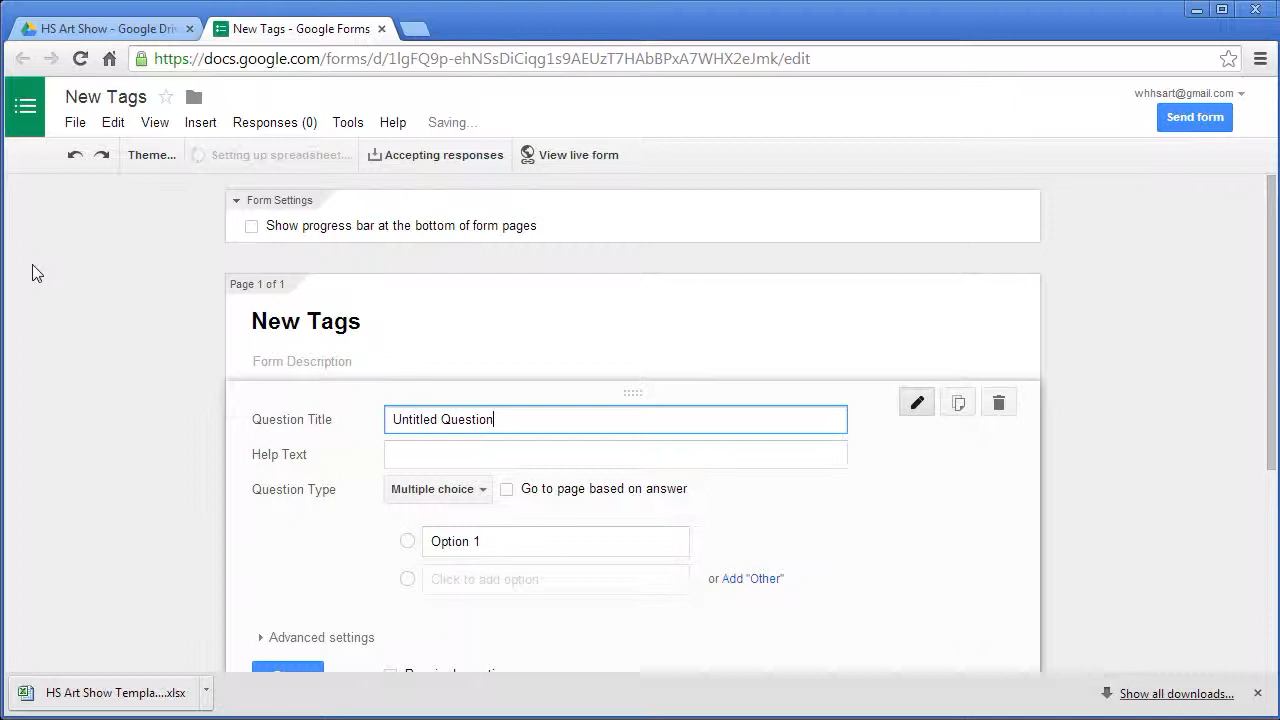 HS Art Show - Google Driv
New Tags - Google Forms
https://docs.google.com/forms/d/1lgFQ9p-ehNSsDiCiqg1s9AEUzT7HAbBPxA7WHX2eJmk/edit
New Tags
whhsart@gmail.com
File Edit View Insert Responses (0) Tools Help Saving...
Send form
Theme... Setting up spreadsheet... Accepting responses View live form
Form Settings
Show progress bar at the bottom of form pages
Page 1 of 1
New Tags
Form Description
Question Title Untitled Question
Help Text
Question Type Multiple choice Go to page based on answer
Option 1
Click to add option or Add "Other"
Advanced settings
HS Art Show Templa....xlsx
Show all downloads...